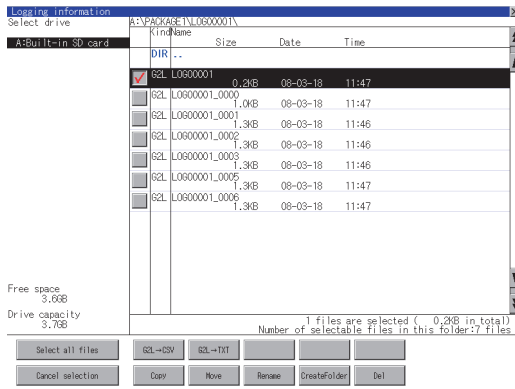 Logging information
Select drive
A:\PACKAGE1\LOG00001\
A:Built-in SD card
Kind Name
Size Date Time
DIR ..
G2L LOG00001
0.2KB 08-03-18 11:47
G2L LOG00001_0000
1.0KB 08-03-18 11:47
G2L LOG00001_0001
1.3KB 08-03-18 11:46
G2L LOG00001_0002
1.3KB 08-03-18 11:46
G2L LOG00001_0003
1.3KB 08-03-18 11:46
G2L LOG00001_0005
1.3KB 08-03-18 11:47
G2L LOG00001_0006
1.3KB 08-03-18 11:47
Free space
3.6GB
Drive capacity
3.7GB
1 files are selected ( 0.2KB in total)
Number of selectable files in this folder:7 files
Select all files
G2L→CSV
G2L→TXT
Cancel selection
Copy
Move
Rename
CreateFolder
Del